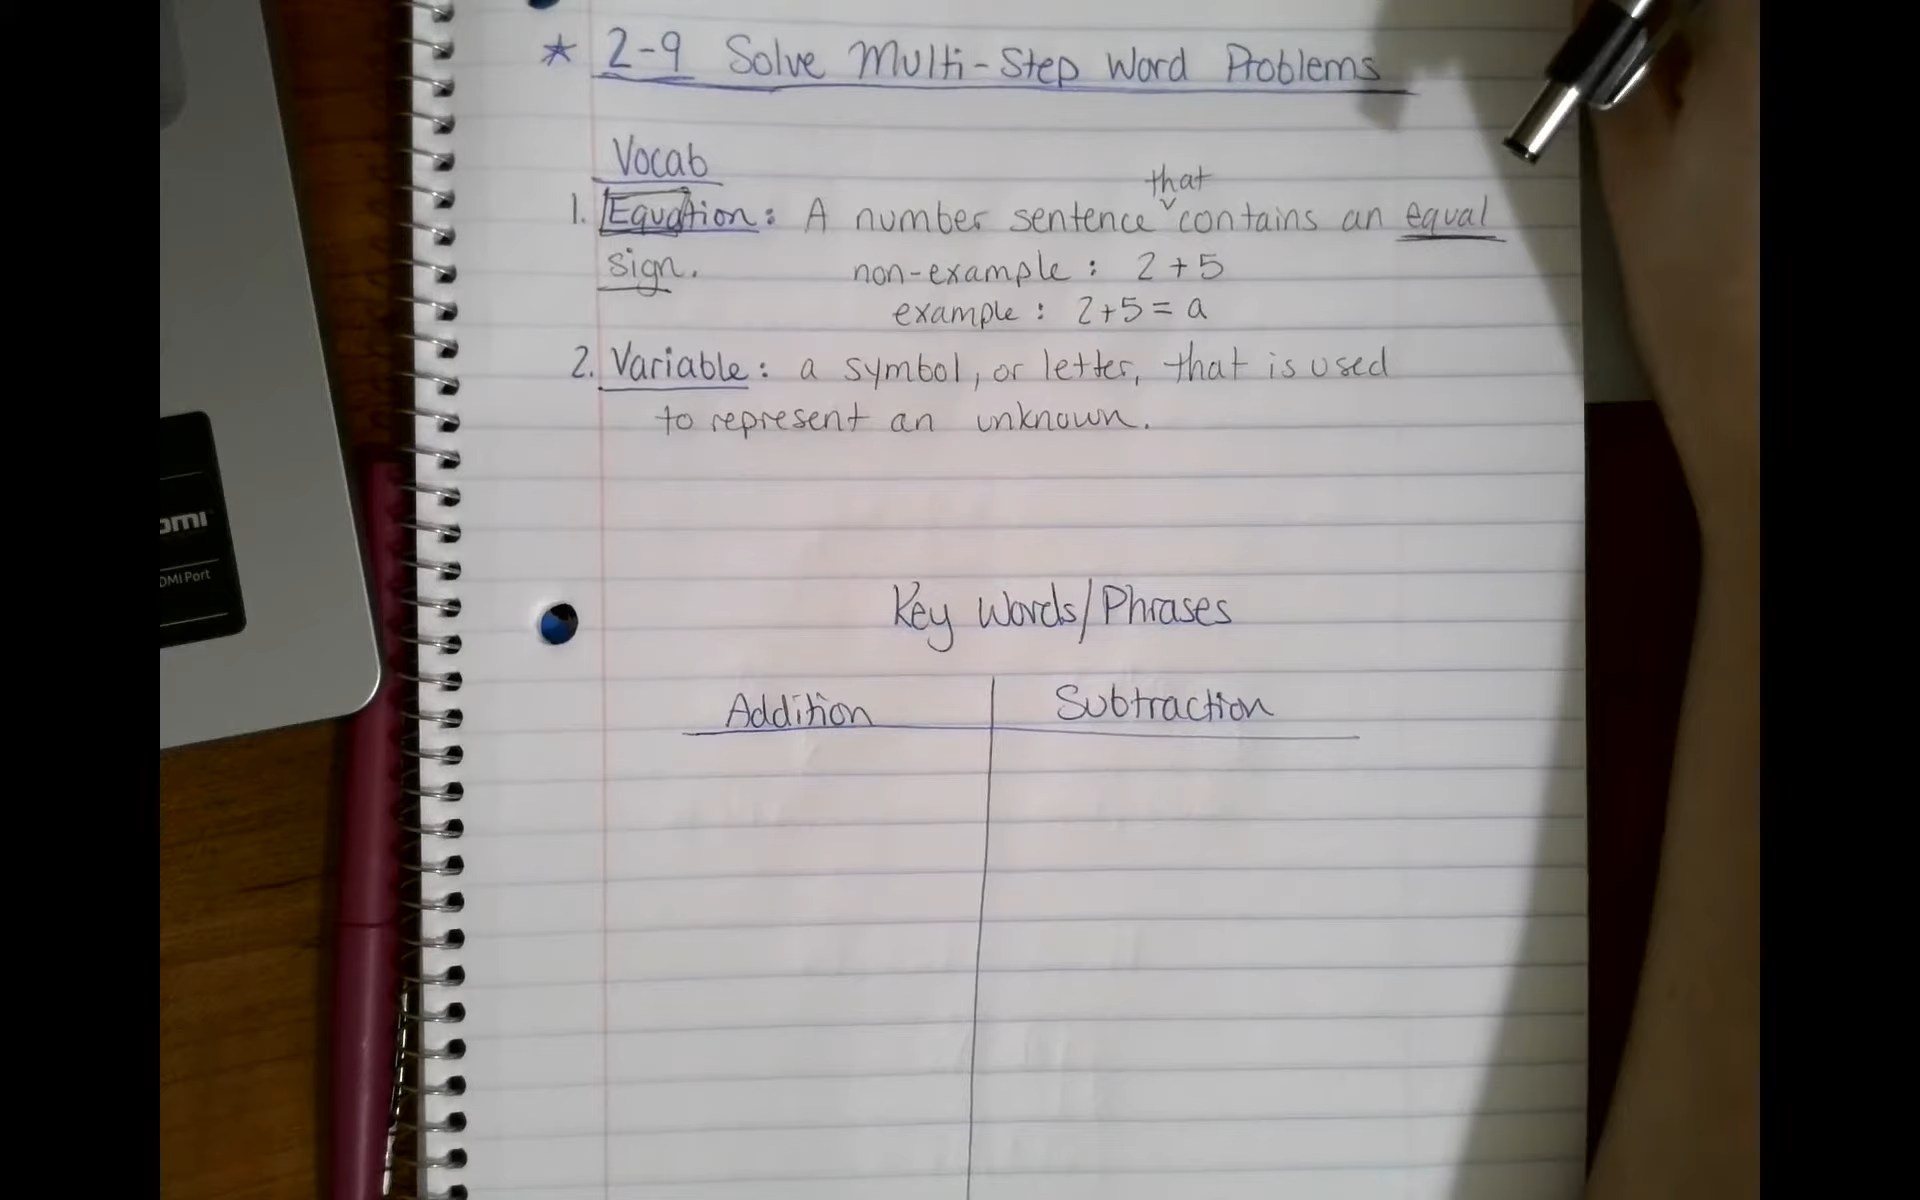 ★ 2-9 Solve Multi-Step Word Problems
Vocab
that
1. Equation: A number sentence ˅ contains an equal
sign. non-example: 2+5
example: 2+5=a
2. Variable: a symbol, or letter, that is used
to represent an unknown.
Key Words/Phrases
Addition Subtraction
DMI Port